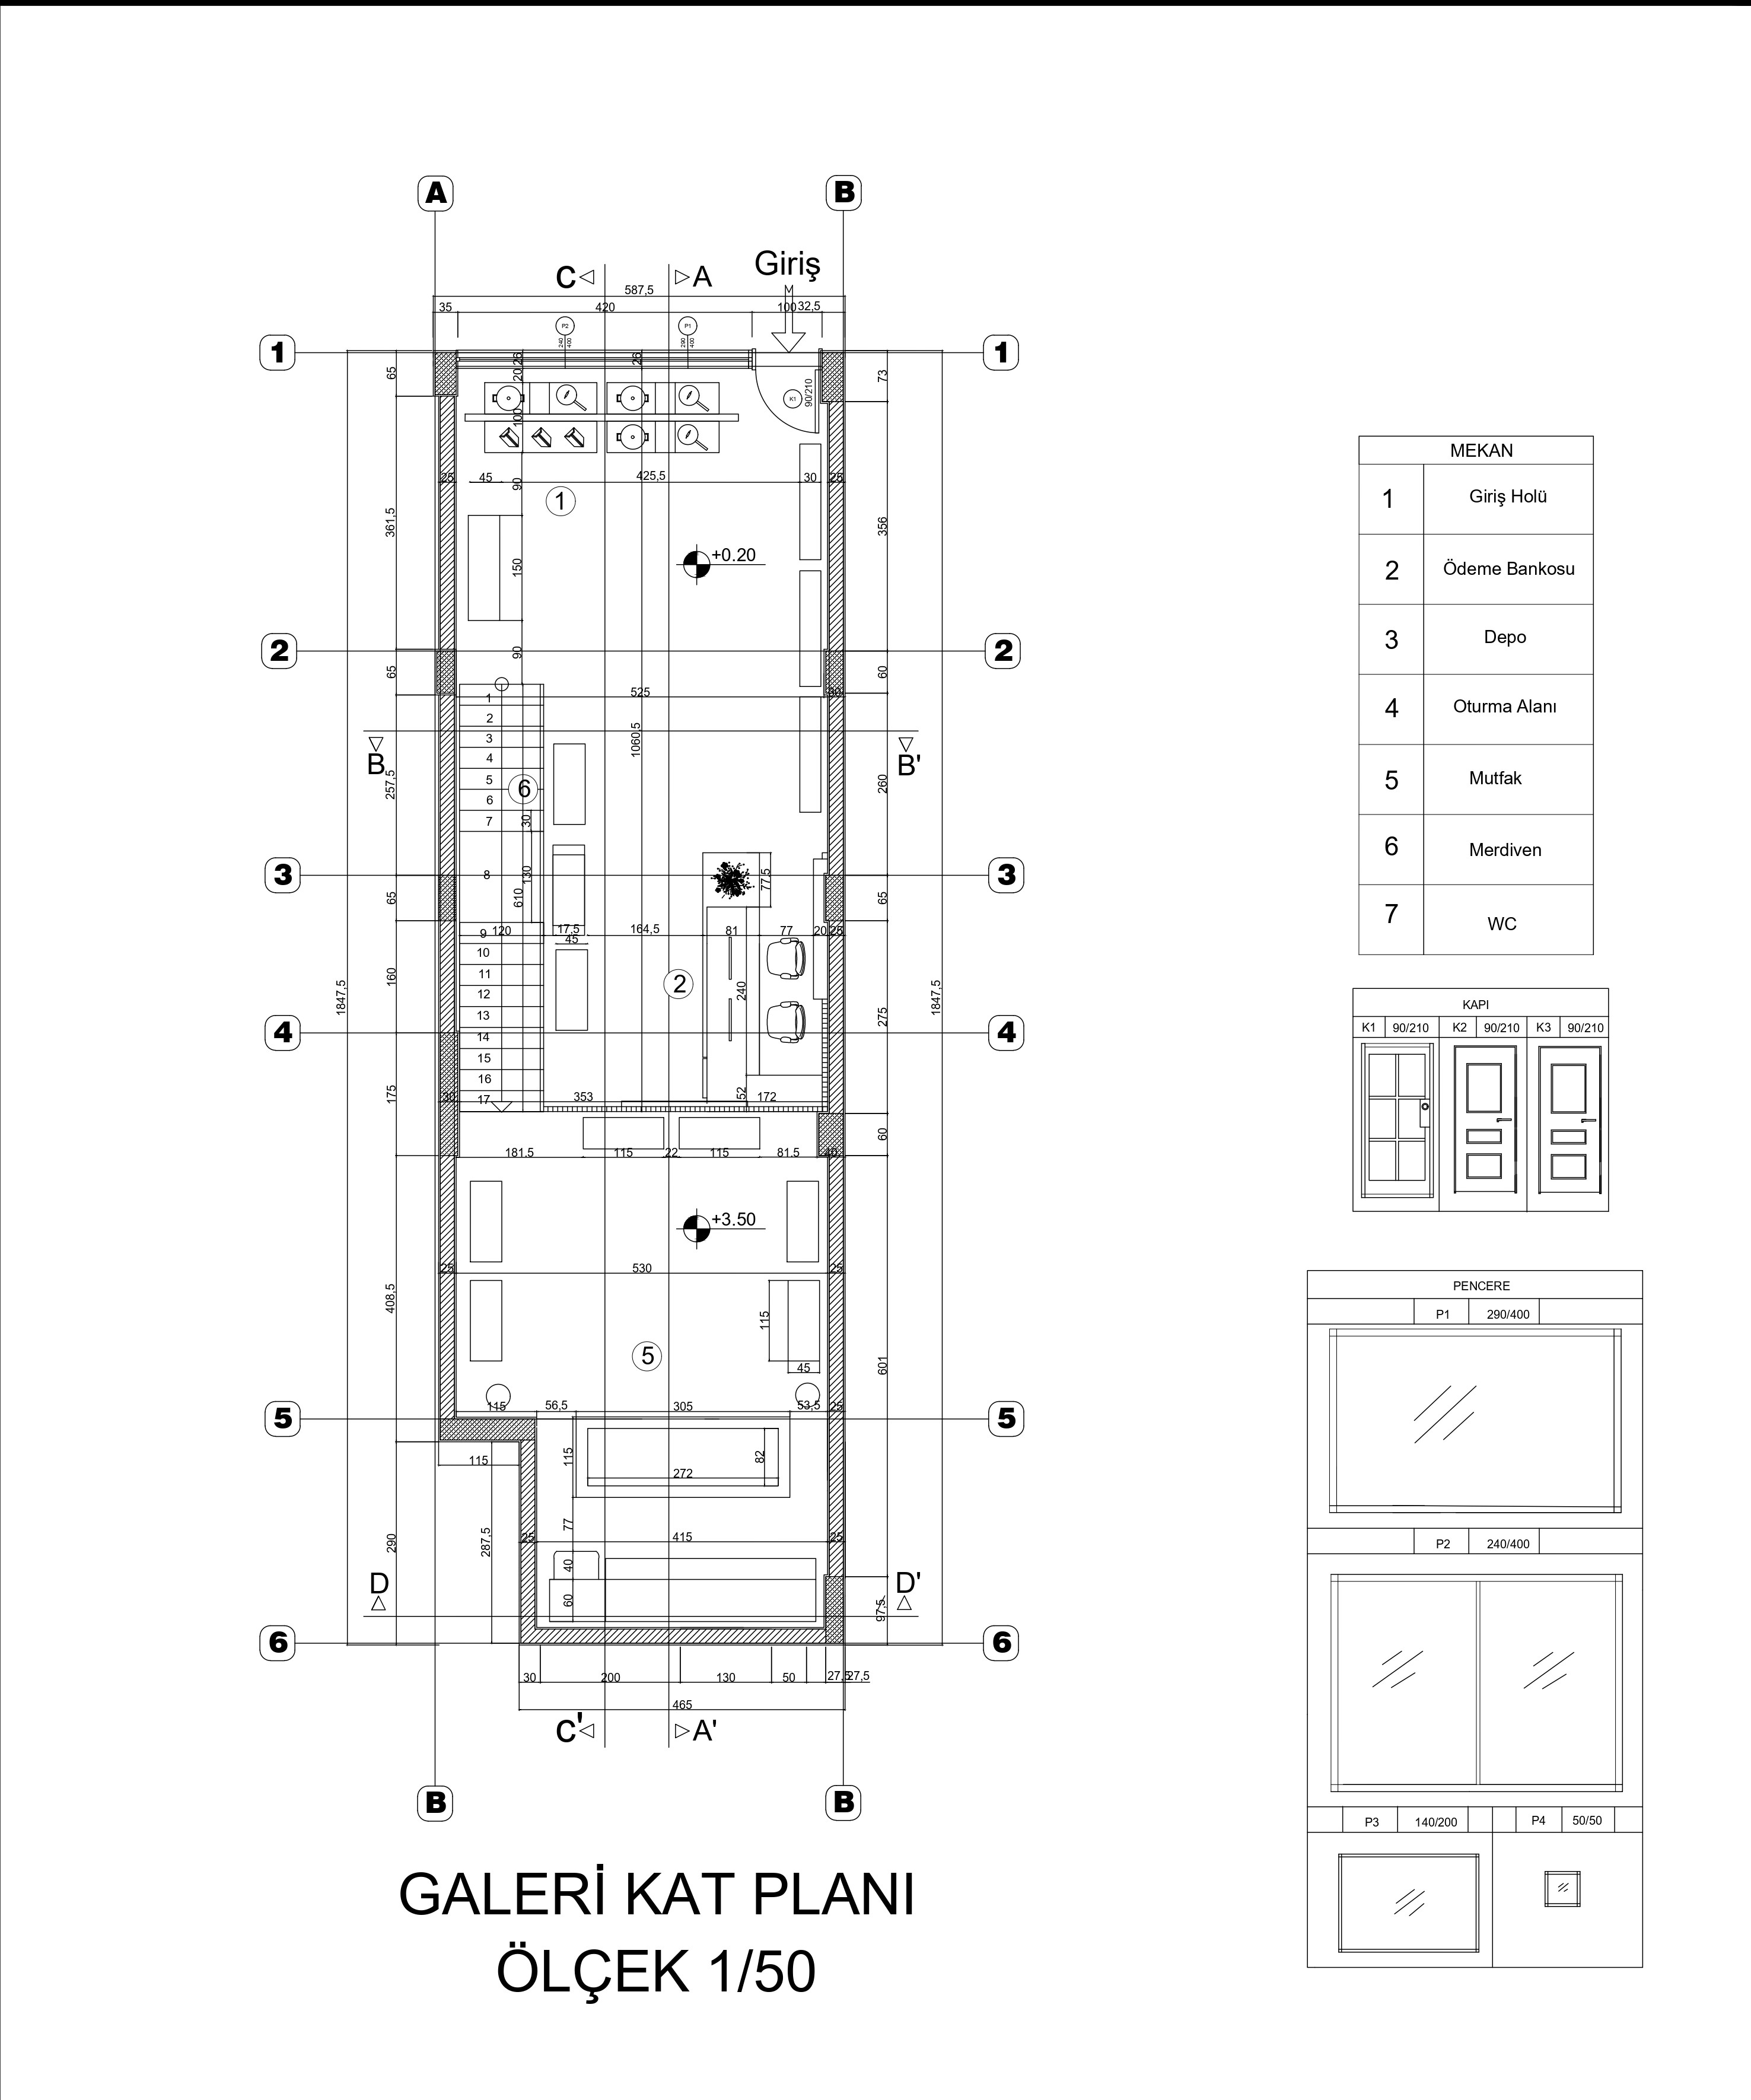 A B
C A Giriş
587,5
35 420 100 32,5
P2 240 400 P1 290 400
1 1
65 26 20 26 73
K1 90/210
100
25 45 425,5 30 25
90
1
361,5 356
+0.20
150
2 2
90
65 60
525 30
1
2
3
B B'
1060,5
4
257,5 260
5
6
6
7 30
3 3
8 130 77,5
610
65 65
9 120 17,5 164,5 81 77 20 25
45
10
11
160
2
12 240
1847,5 1847,5
13 275
4 4
14
15
16
175 52
30 17 353 172
60
181,5 115 22 115 81,5 40
+3.50
25 530 25
408,5
115
5
45
601
115 56,5 305 53,5 25
5 5
115 82
115
272
77
290 287,5
25 415 25
40
D D'
60
97,5
6 6
30 200 130 50 27,5 27,5
465
C' A'
B B
GALERİ KAT PLANI
ÖLÇEK 1/50
MEKAN
1 Giriş Holü
2 Ödeme Bankosu
3 Depo
4 Oturma Alanı
5 Mutfak
6 Merdiven
7 WC
KAPI
K1 90/210 K2 90/210 K3 90/210
PENCERE
P1 290/400
P2 240/400
P3 140/200 P4 50/50